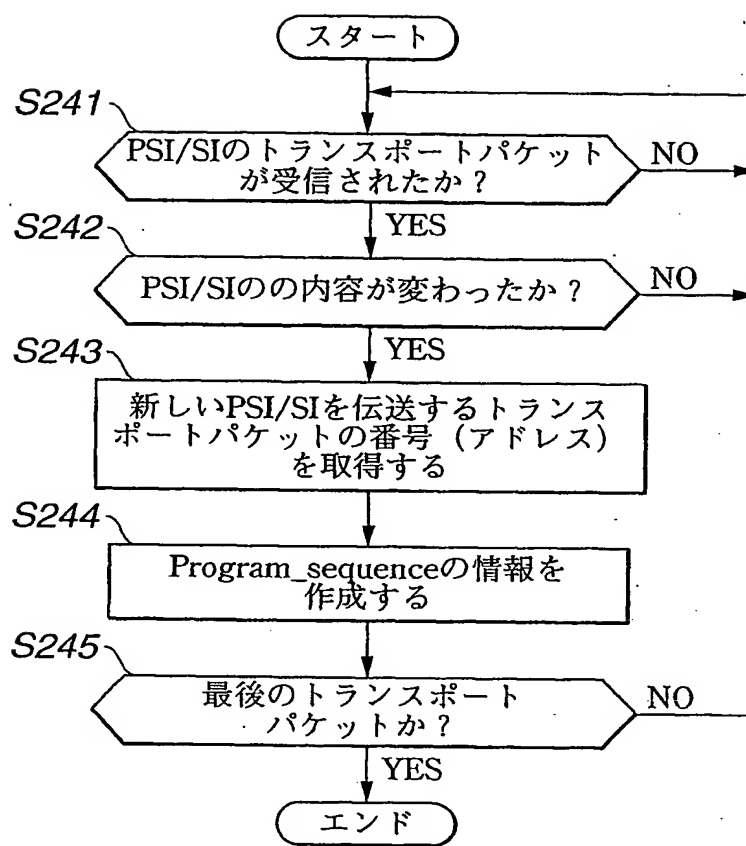 スタート
S241
PSI/SIのトランスポートパケット
が受信されたか？
NO
YES
S242
PSI/SIのの内容が変わったか？
NO
YES
S243
新しいPSI/SIを伝送するトランス
ポートパケットの番号（アドレス）
を取得する
S244
Program_sequenceの情報を
作成する
S245
最後のトランスポート
パケットか？
NO
YES
エンド